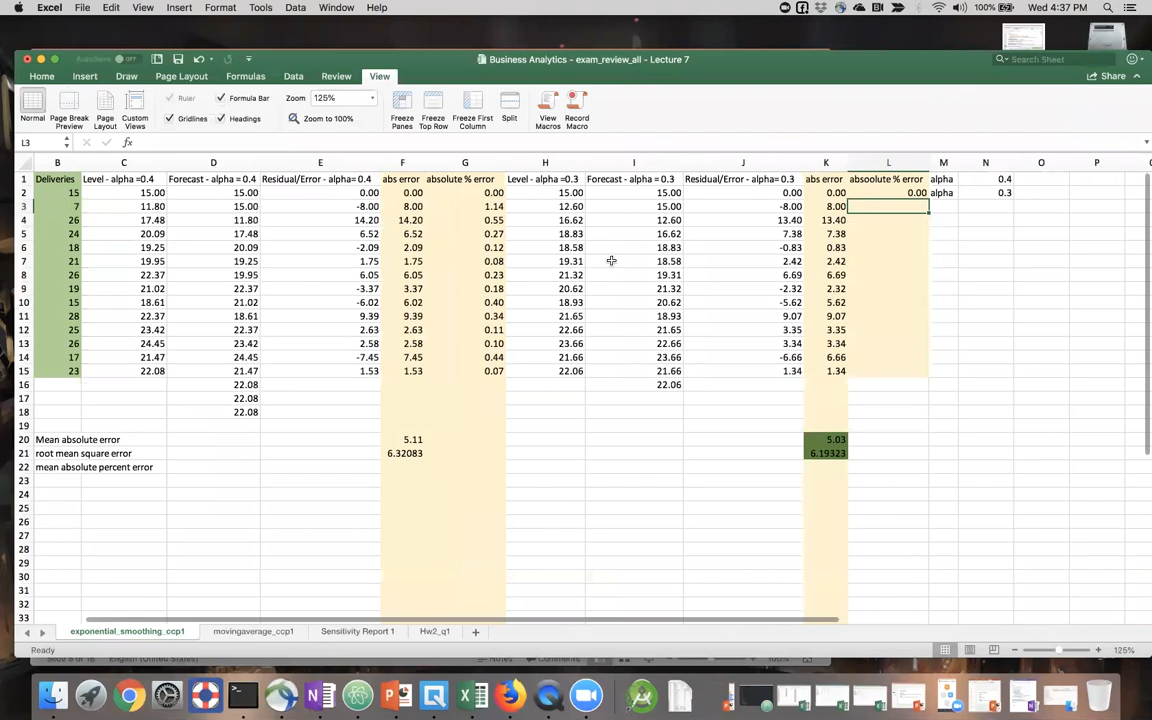 Excel File Edit View Insert Format Tools Data Window Help 100% Wed 4:37 PM
AutoSave OFF Business Analytics - exam_review_all - Lecture 7 Search Sheet
Home Insert Draw Page Layout Formulas Data Review View Share
Normal Page Break Preview Page Layout Custom Views Ruler Formula Bar Gridlines Headings Zoom 125% Zoom to 100% Freeze Panes Freeze Top Row Freeze First Column Split View Macros Record Macro
L3 fx
B C D E F G H I J K L M N O P
1 Deliveries Level - alpha =0.4 Forecast - alpha = 0.4 Residual/Error - alpha= 0.4 abs error absolute % error Level - alpha =0.3 Forecast - alpha = 0.3 Residual/Error - alpha= 0.3 abs error absoolute % error alpha 0.4
2 15 15.00 15.00 0.00 0.00 0.00 15.00 15.00 0.00 0.00 0.00 alpha 0.3
3 7 11.80 15.00 -8.00 8.00 1.14 12.60 15.00 -8.00 8.00
4 26 17.48 11.80 14.20 14.20 0.55 16.62 12.60 13.40 13.40
5 24 20.09 17.48 6.52 6.52 0.27 18.83 16.62 7.38 7.38
6 18 19.25 20.09 -2.09 2.09 0.12 18.58 18.83 -0.83 0.83
7 21 19.95 19.25 1.75 1.75 0.08 19.31 18.58 2.42 2.42
8 26 22.37 19.95 6.05 6.05 0.23 21.32 19.31 6.69 6.69
9 19 21.02 22.37 -3.37 3.37 0.18 20.62 21.32 -2.32 2.32
10 15 18.61 21.02 -6.02 6.02 0.40 18.93 20.62 -5.62 5.62
11 28 22.37 18.61 9.39 9.39 0.34 21.65 18.93 9.07 9.07
12 25 23.42 22.37 2.63 2.63 0.11 22.66 21.65 3.35 3.35
13 26 24.45 23.42 2.58 2.58 0.10 23.66 22.66 3.34 3.34
14 17 21.47 24.45 -7.45 7.45 0.44 21.66 23.66 -6.66 6.66
15 23 22.08 21.47 1.53 1.53 0.07 22.06 21.66 1.34 1.34
16 22.08 22.06
17 22.08
18 22.08
19
20 Mean absolute error 5.11 5.03
21 root mean square error 6.32083 6.19323
22 mean absolute percent error
23
24
25
26
27
28
29
30
31
32
33
exponential_smoothing_ccp1 movingaverage_ccp1 Sensitivity Report 1 Hw2_q1 +
Ready 125%